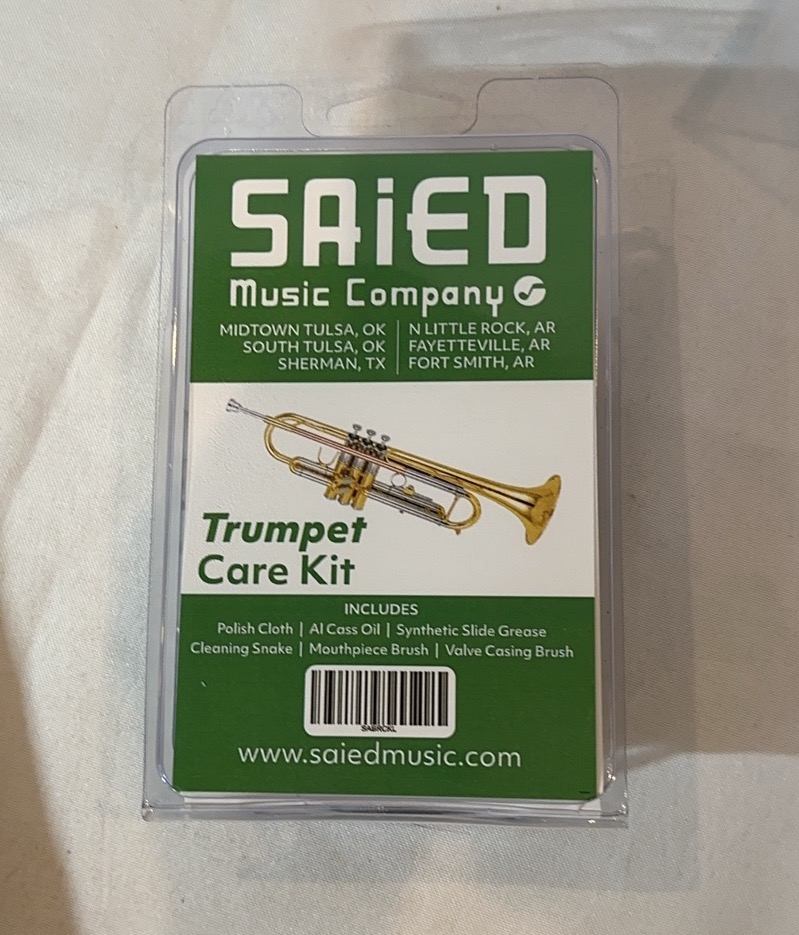 SAiED
Music Company
MIDTOWN TULSA, OK | N LITTLE ROCK, AR
SOUTH TULSA, OK | FAYETTEVILLE, AR
SHERMAN, TX | FORT SMITH, AR
Trumpet
Care Kit
INCLUDES
Polish Cloth | Al Cass Oil | Synthetic Slide Grease
Cleaning Snake | Mouthpiece Brush | Valve Casing Brush
SABRCKL
www.saiedmusic.com